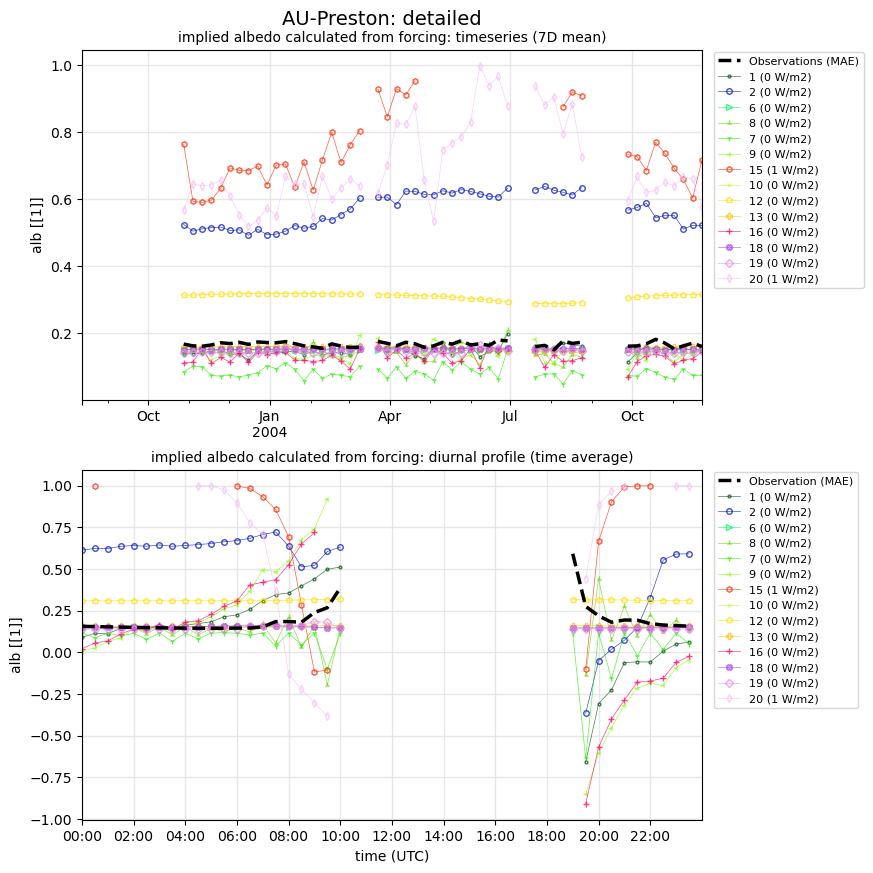 AU-Preston: detailed
implied albedo calculated from forcing: timeseries (7D mean)
alb [[1]]
1.0
0.8
0.6
0.4
0.2
Oct
Jan
2004
Apr
Jul
Oct
Observations (MAE)
1 (0 W/m2)
2 (0 W/m2)
6 (0 W/m2)
8 (0 W/m2)
7 (0 W/m2)
9 (0 W/m2)
15 (1 W/m2)
10 (0 W/m2)
12 (0 W/m2)
13 (0 W/m2)
16 (0 W/m2)
18 (0 W/m2)
19 (0 W/m2)
20 (1 W/m2)
implied albedo calculated from forcing: diurnal profile (time average)
alb [[1]]
1.00
0.75
0.50
0.25
0.00
−0.25
−0.50
−0.75
−1.00
00:00
02:00
04:00
06:00
08:00
10:00
12:00
14:00
16:00
18:00
20:00
22:00
time (UTC)
Observation (MAE)
1 (0 W/m2)
2 (0 W/m2)
6 (0 W/m2)
8 (0 W/m2)
7 (0 W/m2)
9 (0 W/m2)
15 (1 W/m2)
10 (0 W/m2)
12 (0 W/m2)
13 (0 W/m2)
16 (0 W/m2)
18 (0 W/m2)
19 (0 W/m2)
20 (1 W/m2)